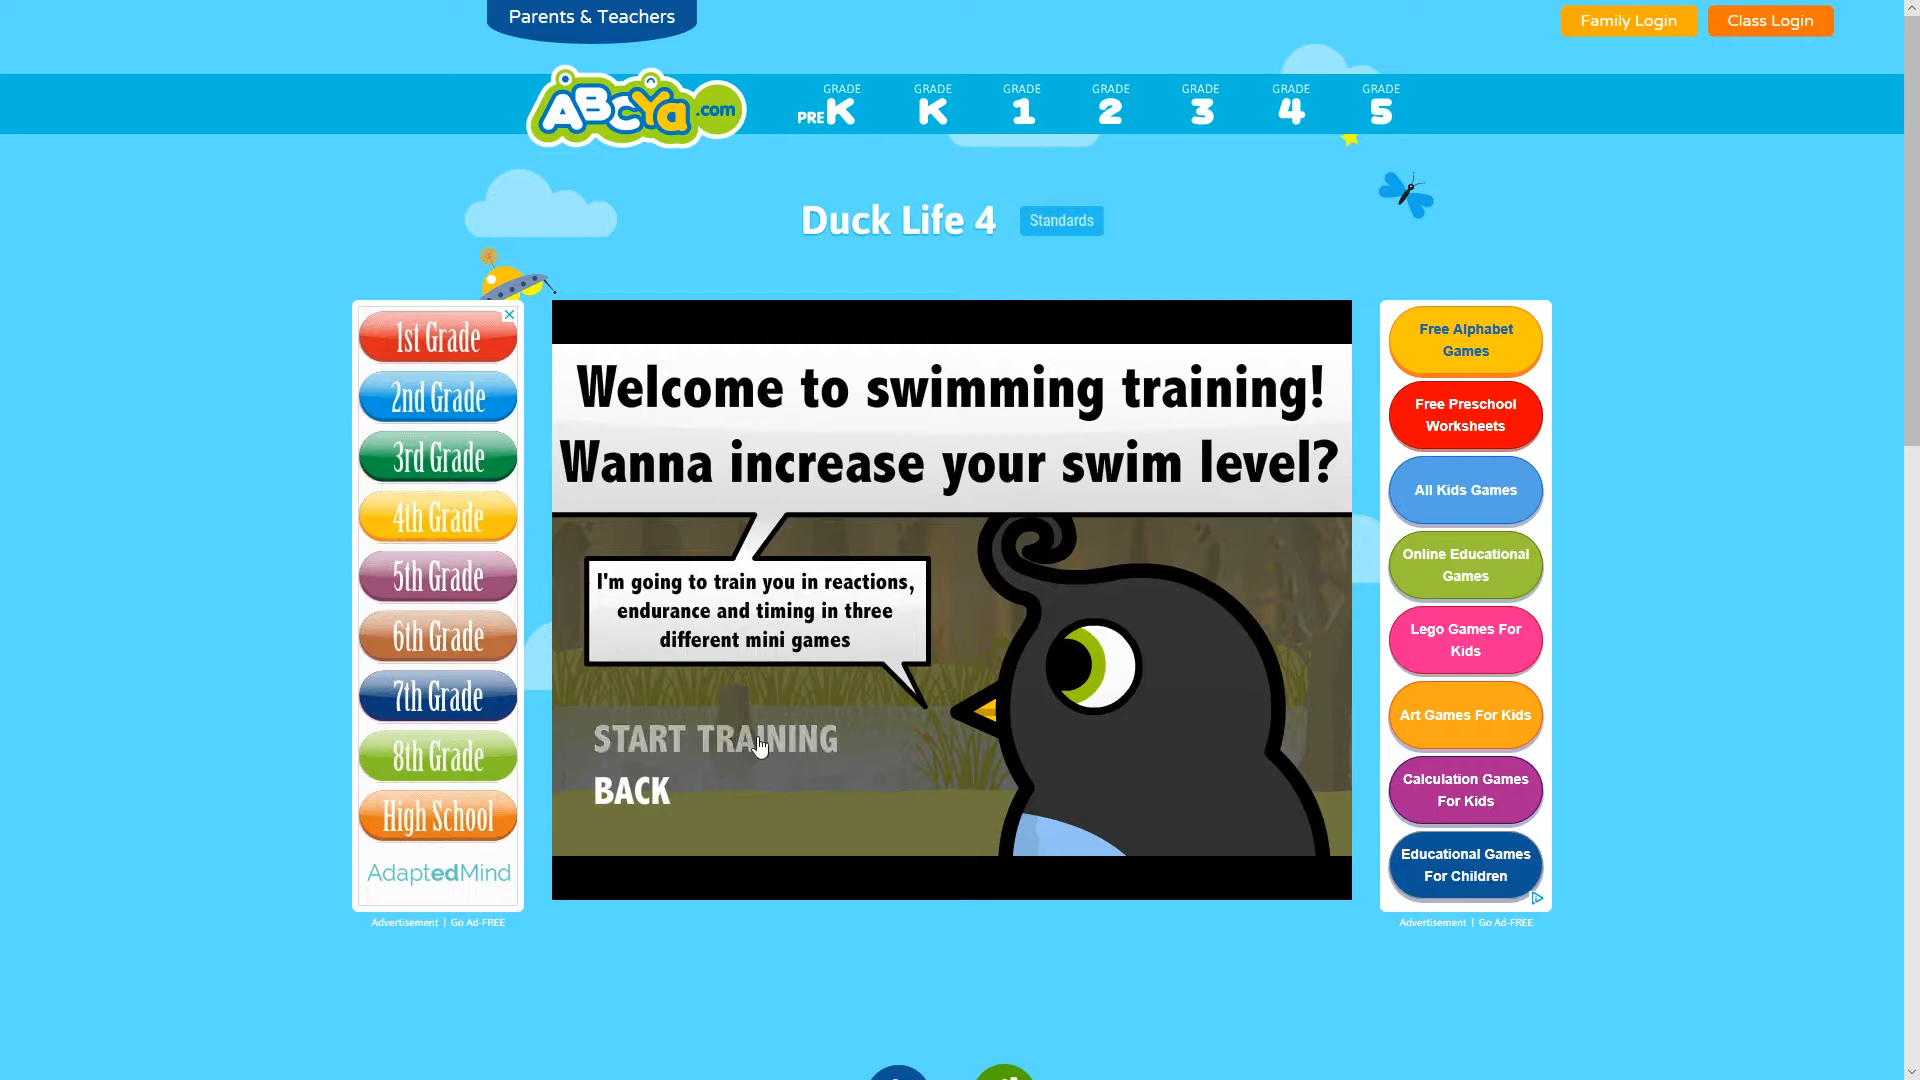 Parents & Teachers
Family Login
Class Login
ABCYa.com
GRADE
PRE K
GRADE
K
GRADE
1
GRADE
2
GRADE
3
GRADE
4
GRADE
5
Duck Life 4
Standards
1st Grade
2nd Grade
3rd Grade
4th Grade
5th Grade
6th Grade
7th Grade
8th Grade
High School
AdaptedMind
Advertisement | Go Ad-FREE
Welcome to swimming training!
Wanna increase your swim level?
I'm going to train you in reactions,
endurance and timing in three
different mini games
START TRAINING
BACK
Free Alphabet
Games
Free Preschool
Worksheets
All Kids Games
Online Educational
Games
Lego Games For
Kids
Art Games For Kids
Calculation Games
For Kids
Educational Games
For Children
Advertisement | Go Ad-FREE